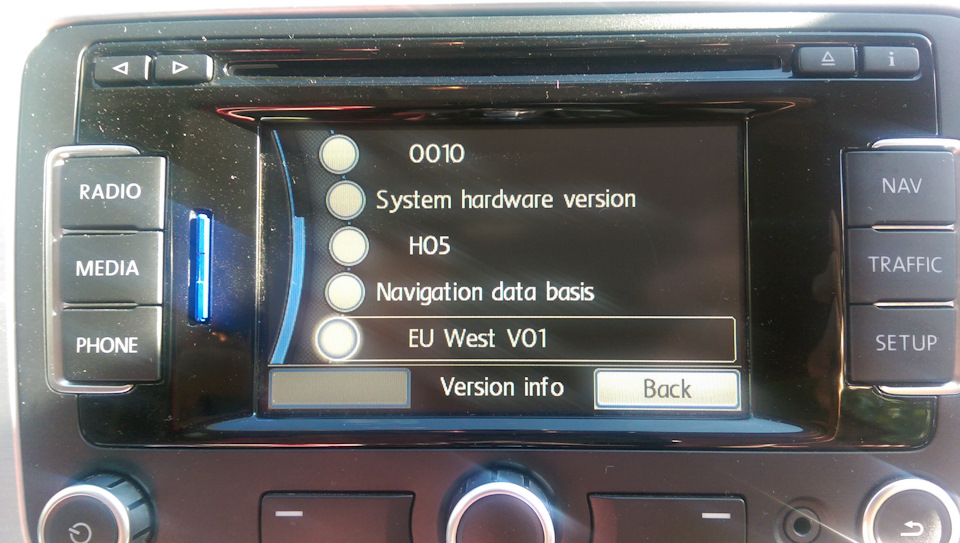 0010
System hardware version
H05
Navigation data basis
EU West V01
Version info
Back
RADIO
MEDIA
PHONE
NAV
TRAFFIC
SETUP
i